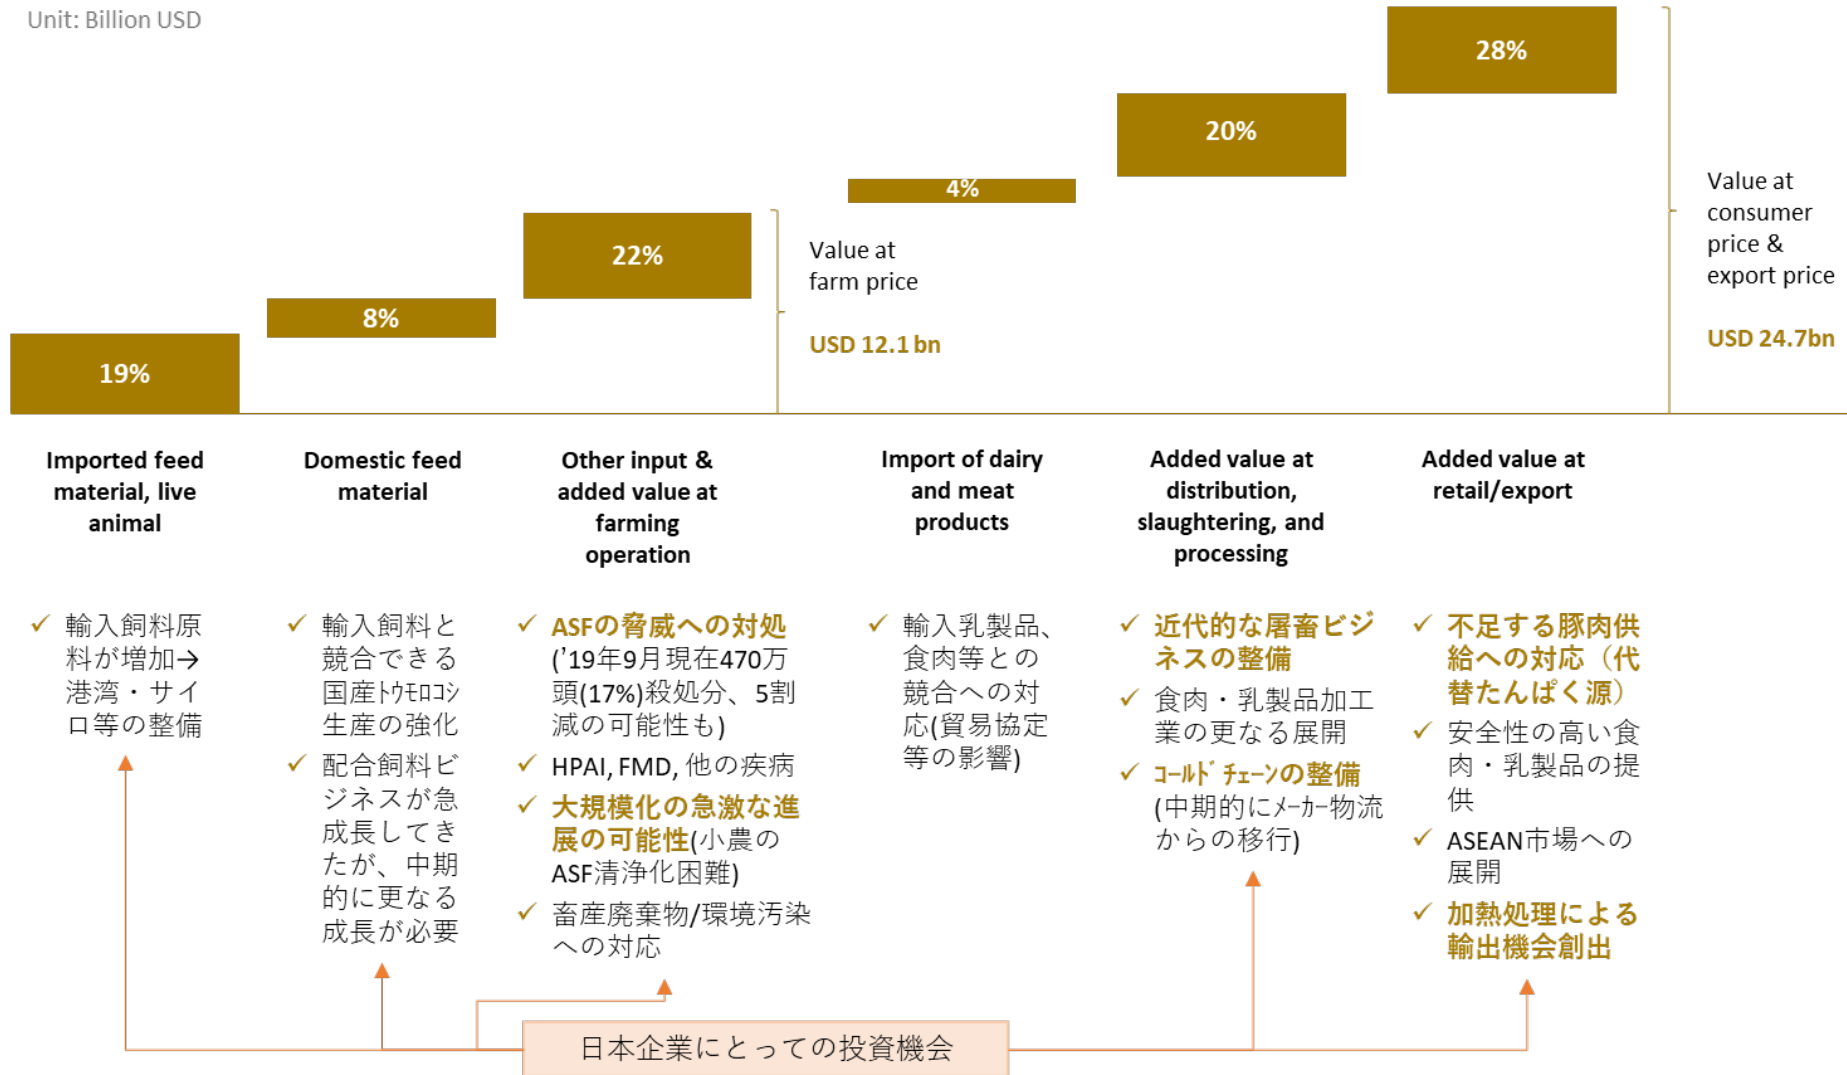 Unit: Billion USD
28%
20%
4%
22%
8%
19%
Value at
farm price
USD 12.1 bn
Value at
consumer
price &
export price
USD 24.7bn
Imported feed
material, live
animal
Domestic feed
material
Other input &
added value at
farming
operation
Import of dairy
and meat
products
Added value at
distribution,
slaughtering, and
processing
Added value at
retail/export
✓ 輸入飼料原
料が増加→
港湾・サイ
ロ等の整備
✓ 輸入飼料と
競合できる
国産ﾄｳﾓﾛｺｼ
生産の強化
✓ 配合飼料ビ
ジネスが急
成長してき
たが、中期
的に更なる
成長が必要
✓ ASFの脅威への対処
('19年9月現在470万
頭(17%)殺処分、5割
減の可能性も)
✓ HPAI, FMD, 他の疾病
✓ 大規模化の急激な進
展の可能性(小農の
ASF清浄化困難)
✓ 畜産廃棄物/環境汚染
への対応
✓ 輸入乳製品、
食肉等との
競合への対
応(貿易協定
等の影響)
✓ 近代的な屠畜ビジ
ネスの整備
✓ 食肉・乳製品加工
業の更なる展開
✓ ｺｰﾙﾄﾞﾁｪｰﾝの整備
(中期的にﾒｰｶｰ物流
からの移行)
✓ 不足する豚肉供
給への対応（代
替たんぱく源）
✓ 安全性の高い食
肉・乳製品の提
供
✓ ASEAN市場への
展開
✓ 加熱処理による
輸出機会創出
日本企業にとっての投資機会